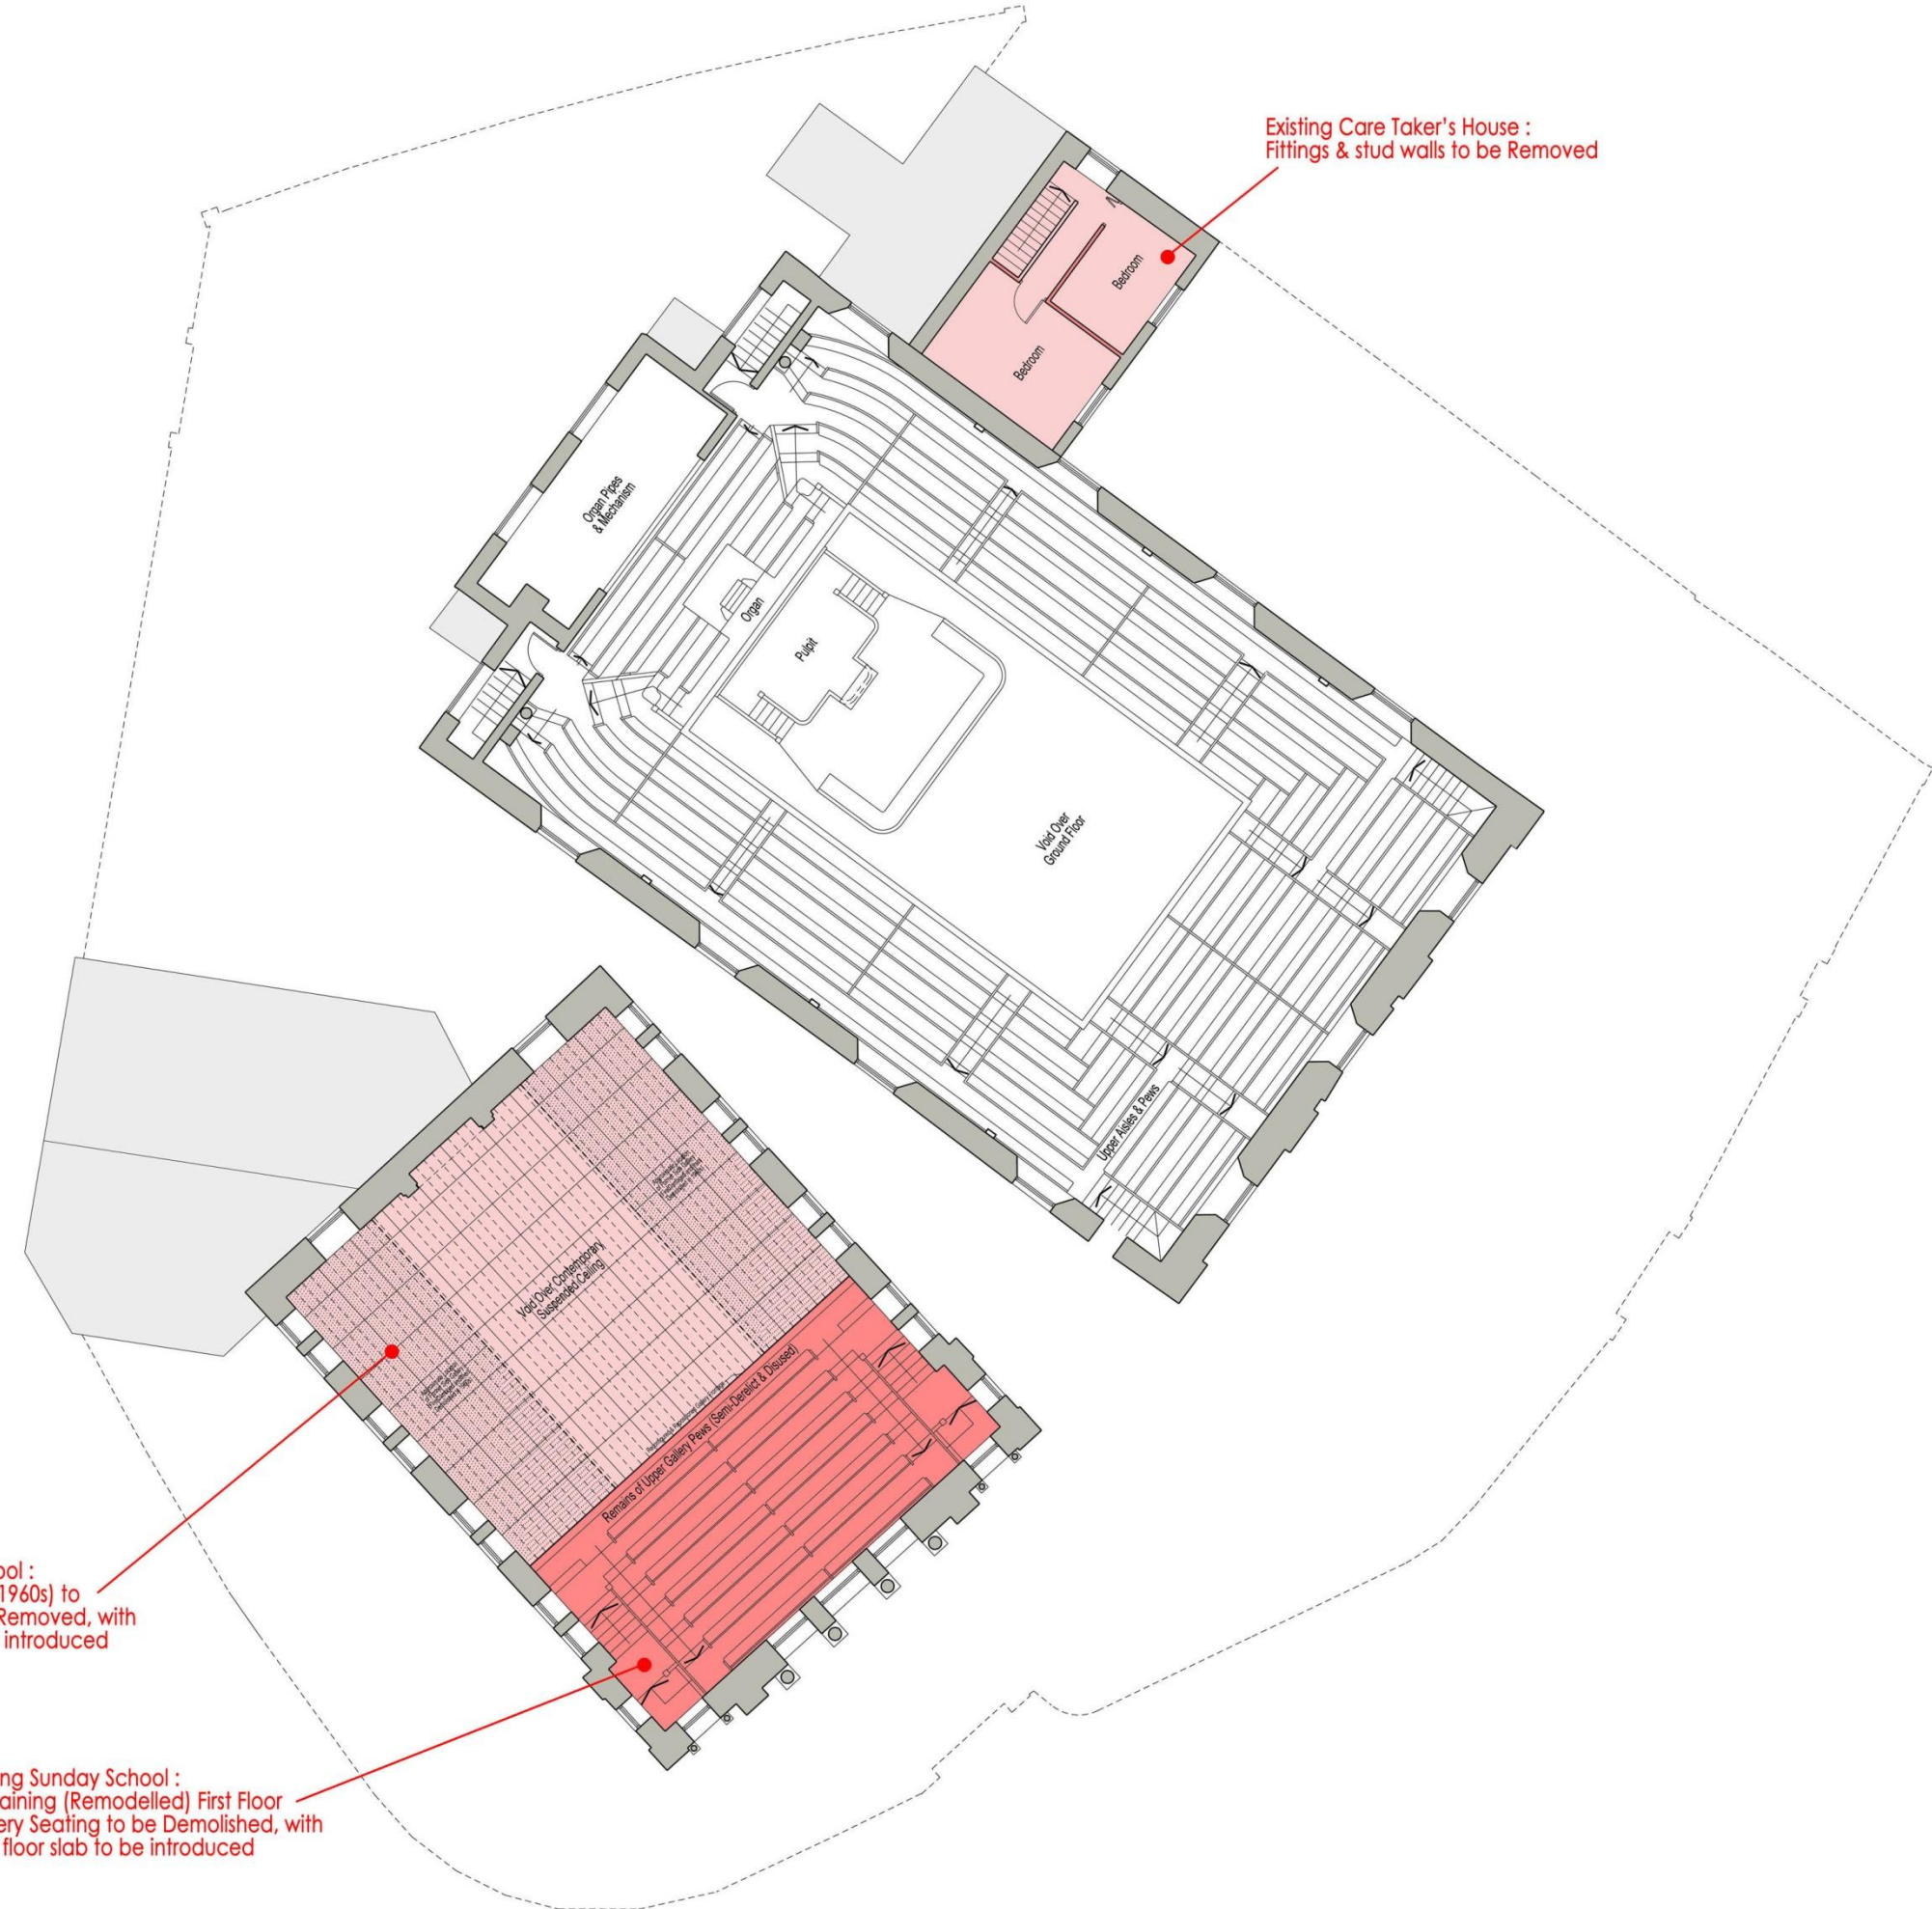 Existing Care Taker's House :
Fittings & stud walls to be Removed
Bedroom
Bedroom
Organ Pipes
& Mechanism
Organ
Pulpit
Void Over
Ground Floor
Upper Aisles & Pews
Void Over Contemporary
Suspended Ceiling
Remains of Upper Gallery Pews (Semi-Derelict & Disused)
ool :
1960s) to
Removed, with
introduced
ng Sunday School :
aining (Remodelled) First Floor
ery Seating to be Demolished, with
floor slab to be introduced